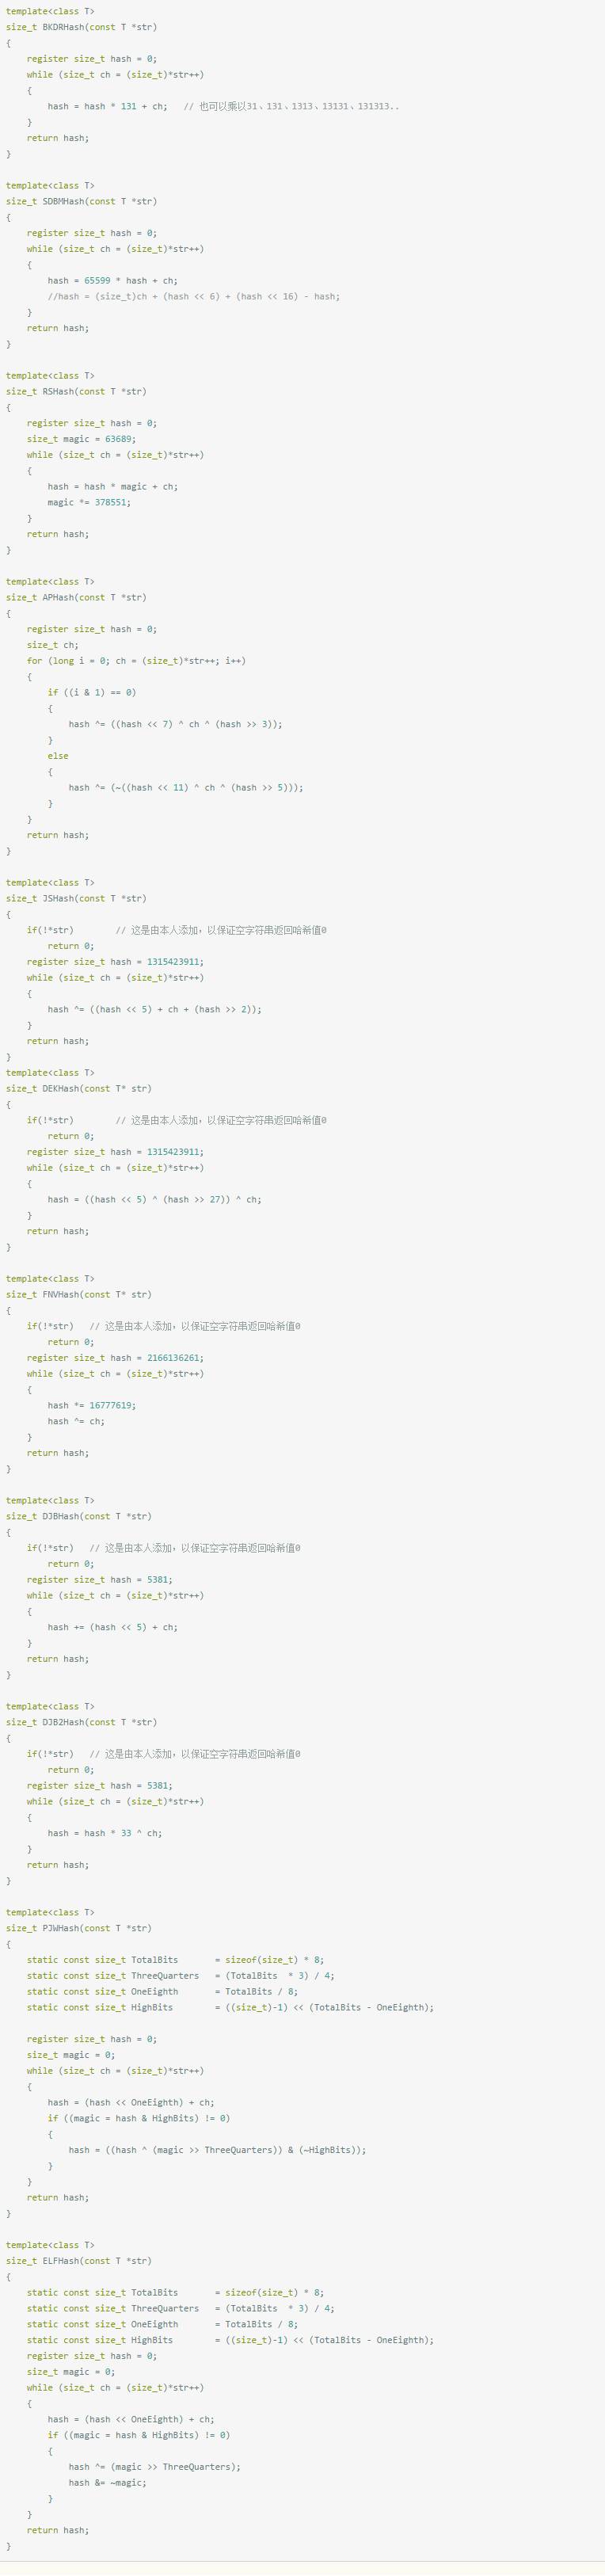 template<class T>
size_t BKDRHash(const T *str)
{
    register size_t hash = 0;
    while (size_t ch = (size_t)*str++)
    {
        hash = hash * 131 + ch;   // 也可以乘以31、131、1313、13131、131313..
    }
    return hash;
}

template<class T>
size_t SDBMHash(const T *str)
{
    register size_t hash = 0;
    while (size_t ch = (size_t)*str++)
    {
        hash = 65599 * hash + ch;
        //hash = (size_t)ch + (hash << 6) + (hash << 16) - hash;
    }
    return hash;
}

template<class T>
size_t RSHash(const T *str)
{
    register size_t hash = 0;
    size_t magic = 63689;
    while (size_t ch = (size_t)*str++)
    {
        hash = hash * magic + ch;
        magic *= 378551;
    }
    return hash;
}

template<class T>
size_t APHash(const T *str)
{
    register size_t hash = 0;
    size_t ch;
    for (long i = 0; ch = (size_t)*str++; i++)
    {
        if ((i & 1) == 0)
        {
            hash ^= ((hash << 7) ^ ch ^ (hash >> 3));
        }
        else
        {
            hash ^= (~((hash << 11) ^ ch ^ (hash >> 5)));
        }
    }
    return hash;
}

template<class T>
size_t JSHash(const T *str)
{
    if(!*str)        // 这是由本人添加，以保证空字符串返回哈希值0
        return 0;
    register size_t hash = 1315423911;
    while (size_t ch = (size_t)*str++)
    {
        hash ^= ((hash << 5) + ch + (hash >> 2));
    }
    return hash;
}
template<class T>
size_t DEKHash(const T* str)
{
    if(!*str)        // 这是由本人添加，以保证空字符串返回哈希值0
        return 0;
    register size_t hash = 1315423911;
    while (size_t ch = (size_t)*str++)
    {
        hash = ((hash << 5) ^ (hash >> 27)) ^ ch;
    }
    return hash;
}

template<class T>
size_t FNVHash(const T* str)
{
    if(!*str)   // 这是由本人添加，以保证空字符串返回哈希值0
        return 0;
    register size_t hash = 2166136261;
    while (size_t ch = (size_t)*str++)
    {
        hash *= 16777619;
        hash ^= ch;
    }
    return hash;
}

template<class T>
size_t DJBHash(const T *str)
{
    if(!*str)   // 这是由本人添加，以保证空字符串返回哈希值0
        return 0;
    register size_t hash = 5381;
    while (size_t ch = (size_t)*str++)
    {
        hash += (hash << 5) + ch;
    }
    return hash;
}

template<class T>
size_t DJB2Hash(const T *str)
{
    if(!*str)   // 这是由本人添加，以保证空字符串返回哈希值0
        return 0;
    register size_t hash = 5381;
    while (size_t ch = (size_t)*str++)
    {
        hash = hash * 33 ^ ch;
    }
    return hash;
}

template<class T>
size_t PJWHash(const T *str)
{
    static const size_t TotalBits       = sizeof(size_t) * 8;
    static const size_t ThreeQuarters   = (TotalBits  * 3) / 4;
    static const size_t OneEighth       = TotalBits / 8;
    static const size_t HighBits        = ((size_t)-1) << (TotalBits - OneEighth);

    register size_t hash = 0;
    size_t magic = 0;
    while (size_t ch = (size_t)*str++)
    {
        hash = (hash << OneEighth) + ch;
        if ((magic = hash & HighBits) != 0)
        {
            hash = ((hash ^ (magic >> ThreeQuarters)) & (~HighBits));
        }
    }
    return hash;
}

template<class T>
size_t ELFHash(const T *str)
{
    static const size_t TotalBits       = sizeof(size_t) * 8;
    static const size_t ThreeQuarters   = (TotalBits  * 3) / 4;
    static const size_t OneEighth       = TotalBits / 8;
    static const size_t HighBits        = ((size_t)-1) << (TotalBits - OneEighth);
    register size_t hash = 0;
    size_t magic = 0;
    while (size_t ch = (size_t)*str++)
    {
        hash = (hash << OneEighth) + ch;
        if ((magic = hash & HighBits) != 0)
        {
            hash ^= (magic >> ThreeQuarters);
            hash &= ~magic;
        }
    }
    return hash;
}